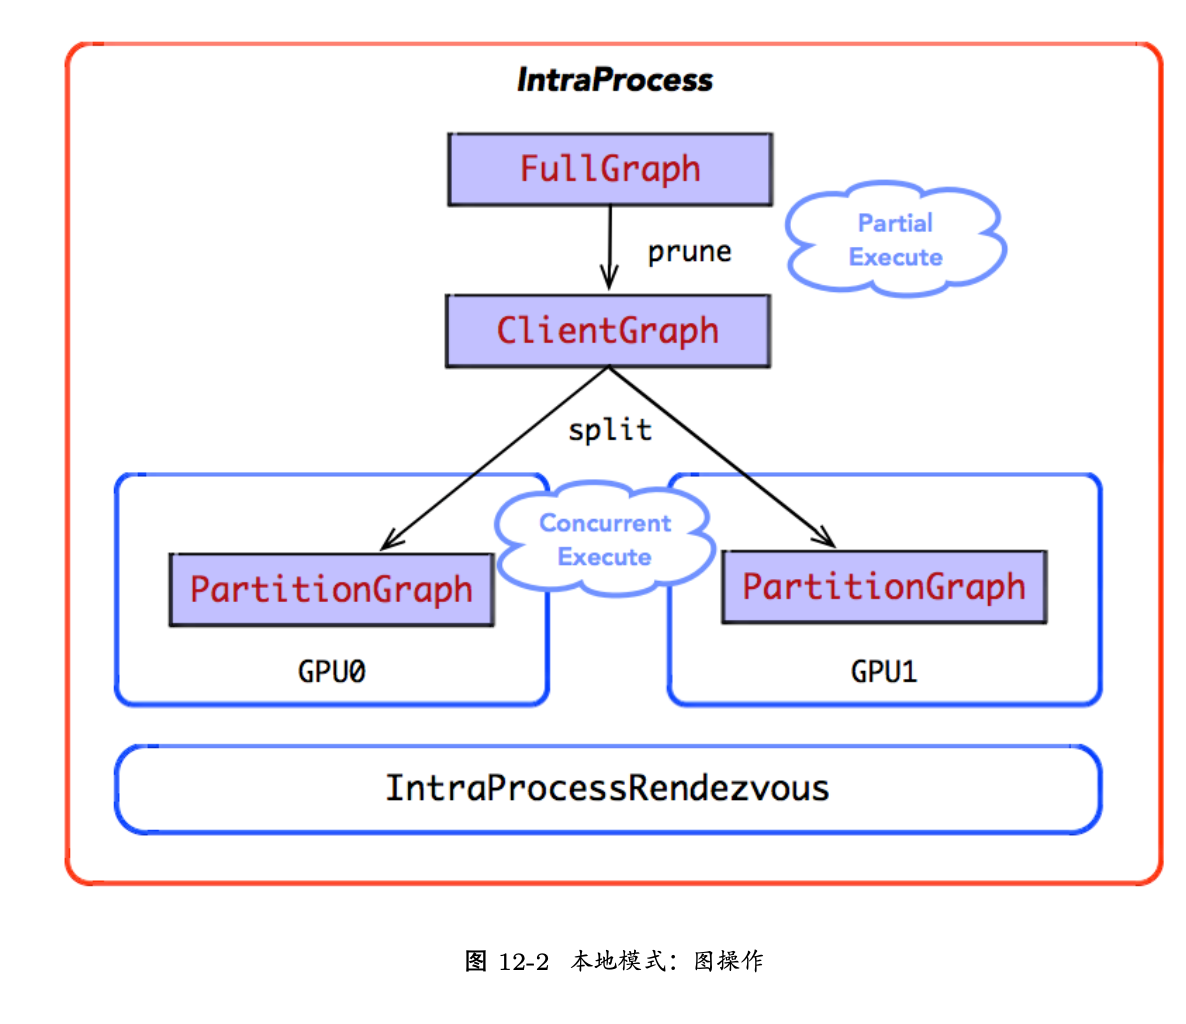 IntraProcess
FullGraph
Partial
Execute
prune
ClientGraph
split
Concurrent
Execute
PartitionGraph
PartitionGraph
GPU0
GPU1
IntraProcessRendezvous
图 12-2 本地模式：图操作